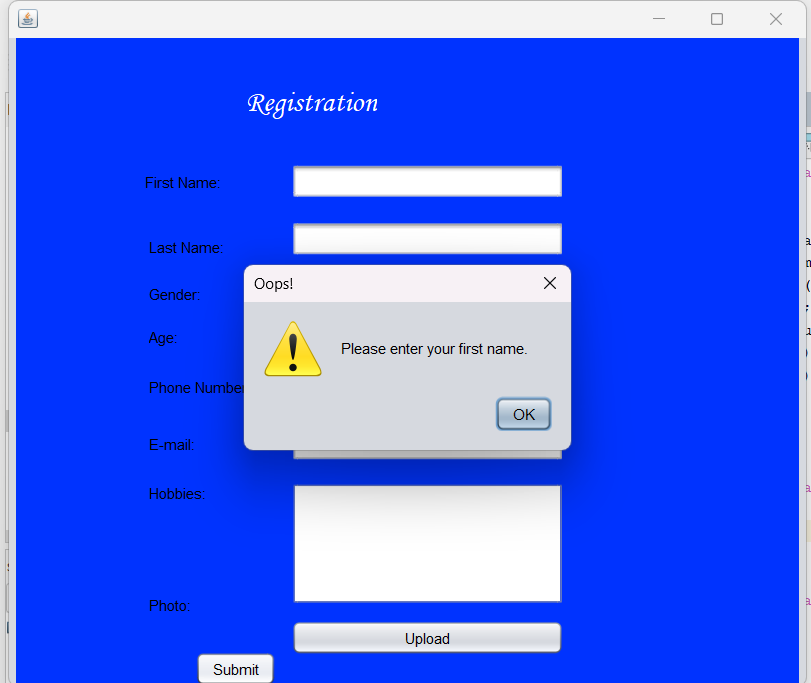 Registration
First Name:
Last Name:
Oops!
Gender:
Age:
Please enter your first name.
Phone Number
OK
E-mail:
Hobbies:
Photo:
Upload
Submit